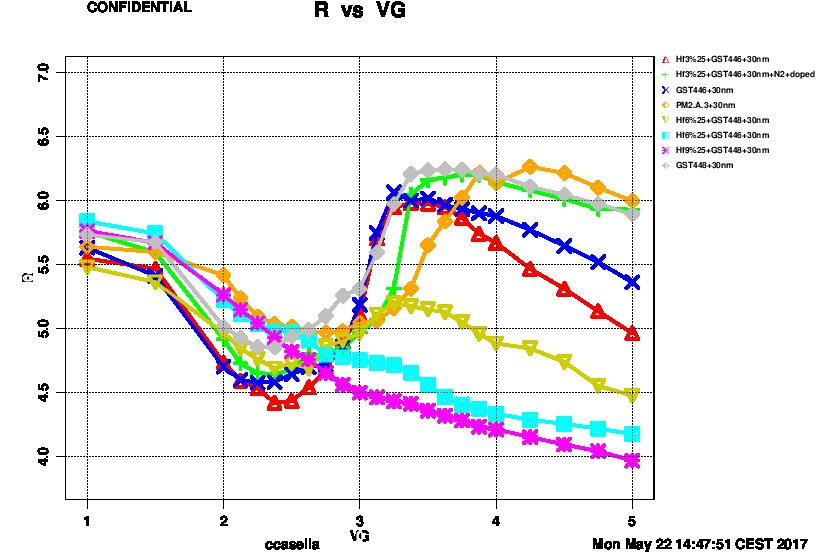 CONFIDENTIAL
R vs VG
7.0
6.5
6.0
5.5
5.0
4.5
4.0
R
1
2
3
4
5
VG
Hf3%25+GST446+30nm
Hf3%25+GST446+30nm+N2+doped
GST446+30nm
PM2.A.3+30nm
Hf6%25+GST448+30nm
Hf6%25+GST446+30nm
Hf9%25+GST448+30nm
GST448+30nm
ccasella
Mon May 22 14:47:51 CEST 2017